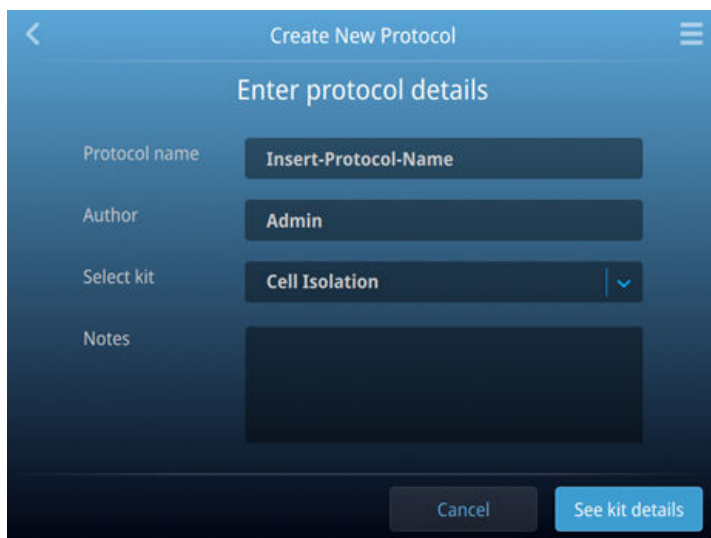 Create New Protocol
Enter protocol details
Protocol name
Insert-Protocol-Name
Author
Admin
Select kit
Cell Isolation
Notes
Cancel
See kit details